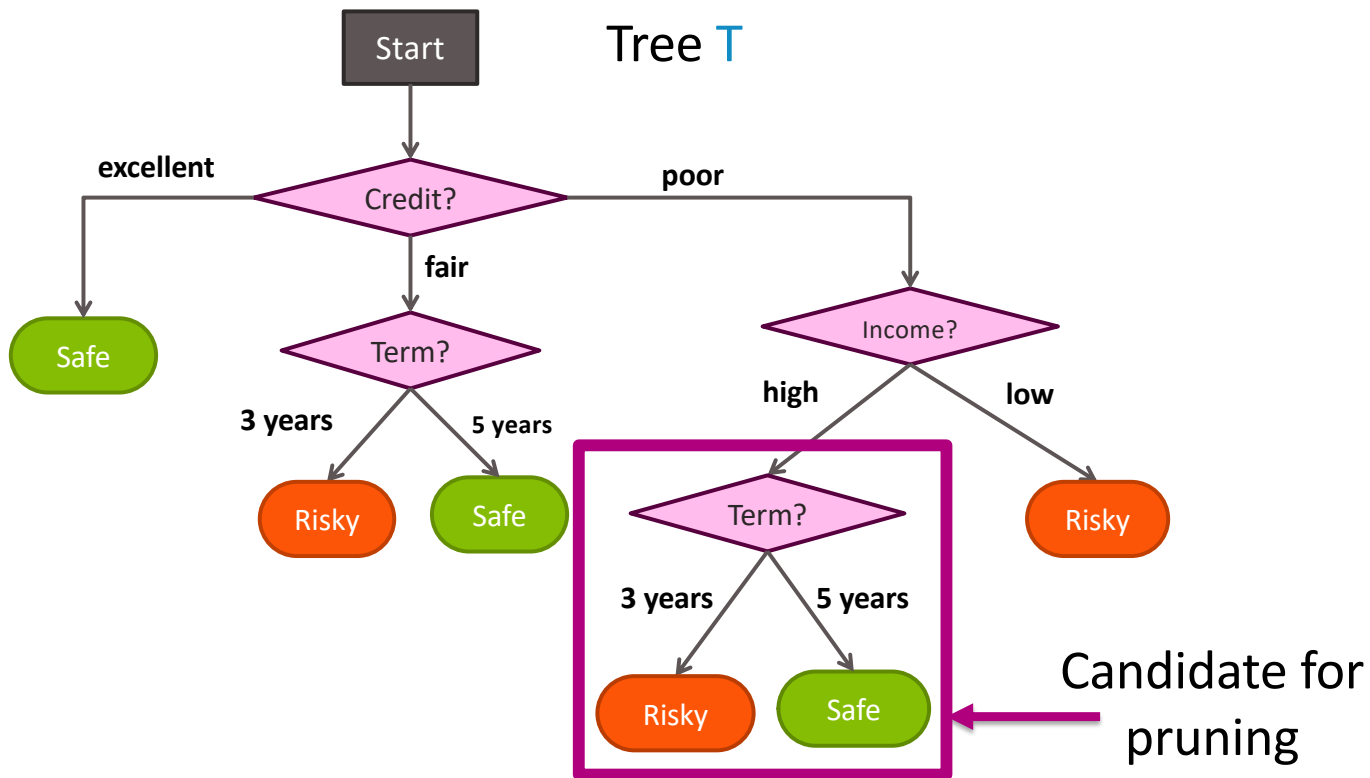 Start
Tree T
excellent
Credit?
poor
fair
Safe
Term?
Income?
3 years
5 years
high
low
Risky
Safe
Term?
Risky
3 years
5 years
Risky
Safe
Candidate for
pruning